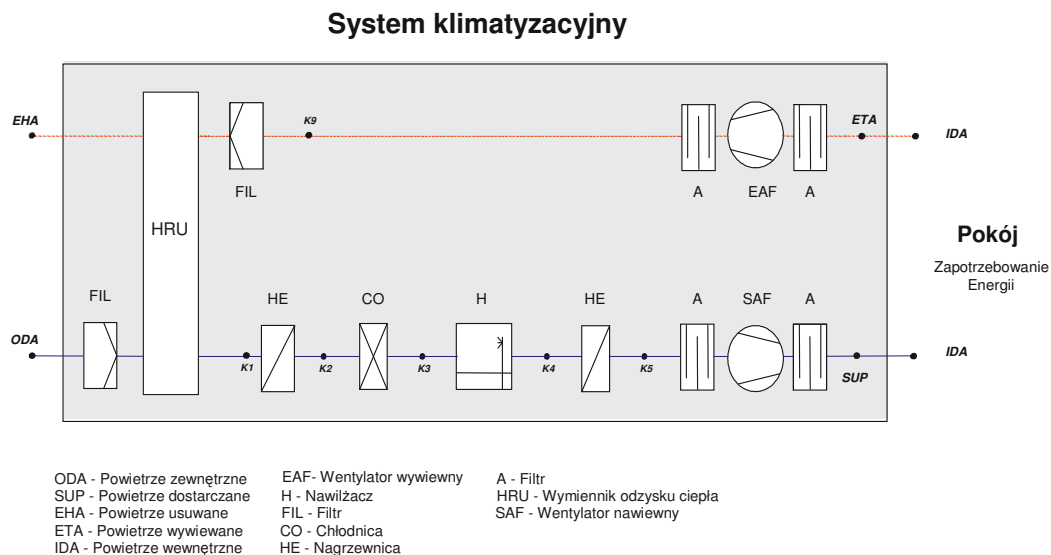 System klimatyzacyjny
EHA
K9
ETA
IDA
FIL
A
EAF
A
HRU
Pokój
Zapotrzebowanie
Energii
FIL
HE
CO
H
HE
A
SAF
A
ODA
IDA
K1
K2
K3
K4
K5
SUP
ODA - Powietrze zewnętrzne
SUP - Powietrze dostarczane
EHA - Powietrze usuwane
ETA - Powietrze wywiewane
IDA - Powietrze wewnętrzne
EAF- Wentylator wywiewny
H - Nawilżacz
FIL - Filtr
CO - Chłodnica
HE - Nagrzewnica
A - Filtr
HRU - Wymiennik odzysku ciepła
SAF - Wentylator nawiewny